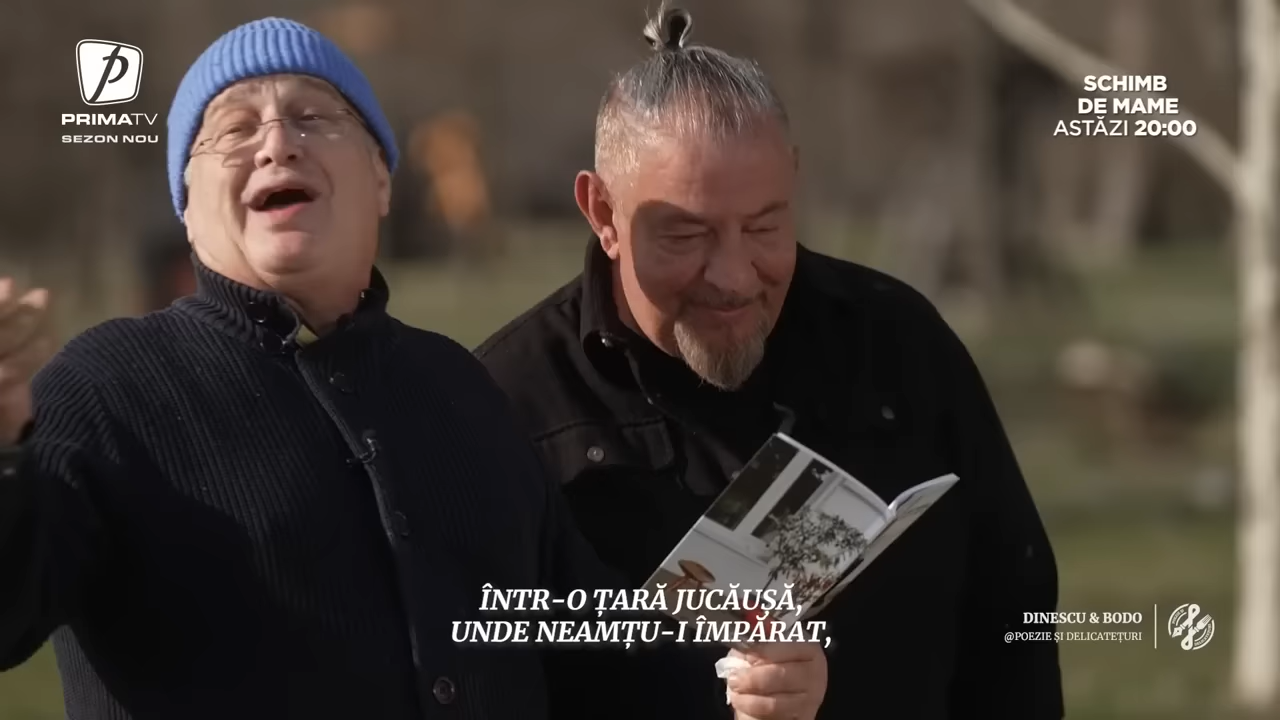 PRIMATV
SEZON NOU
SCHIMB
DE MAME
ASTĂZI 20:00
ÎNTR-O ȚARĂ JUCĂUȘĂ,
UNDE NEAMȚU-I ÎMPĂRAT,
DINESCU & BODO
@POEZIE ȘI DELICATEȚURI